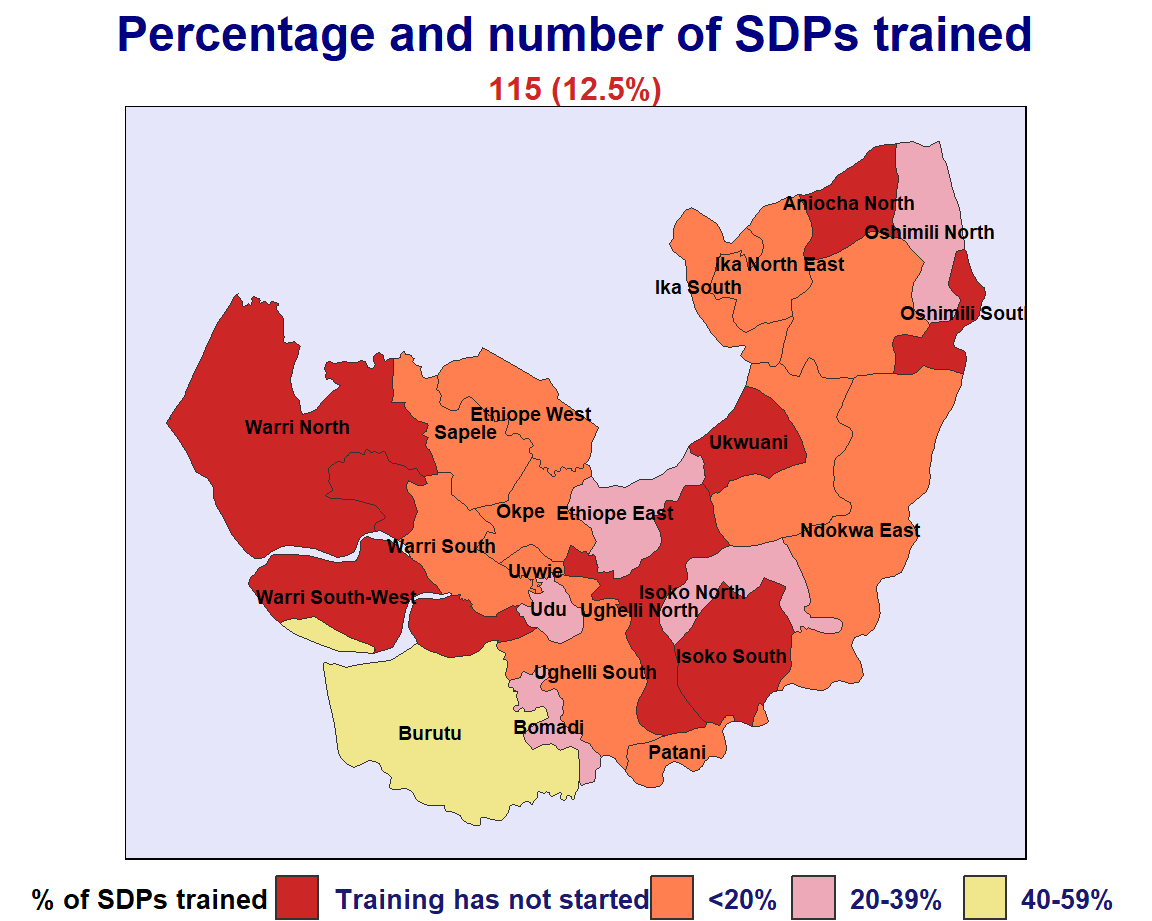 Percentage and number of SDPs trained
115 (12.5%)
Aniocha North
Oshimili North
Ika North East
Ika South
Oshimili Sout
Ethiope West
Warri North
Sapele
Ukwuani
Okpe
Ethiope East
Ndokwa East
Warri South
Uvwie
Isoko North
Warri South-West
Udu
Ughelli North
Isoko South
Ughelli South
Bomadi
Burutu
Patani
% of SDPs trained Training has not started <20% 20-39% 40-59%